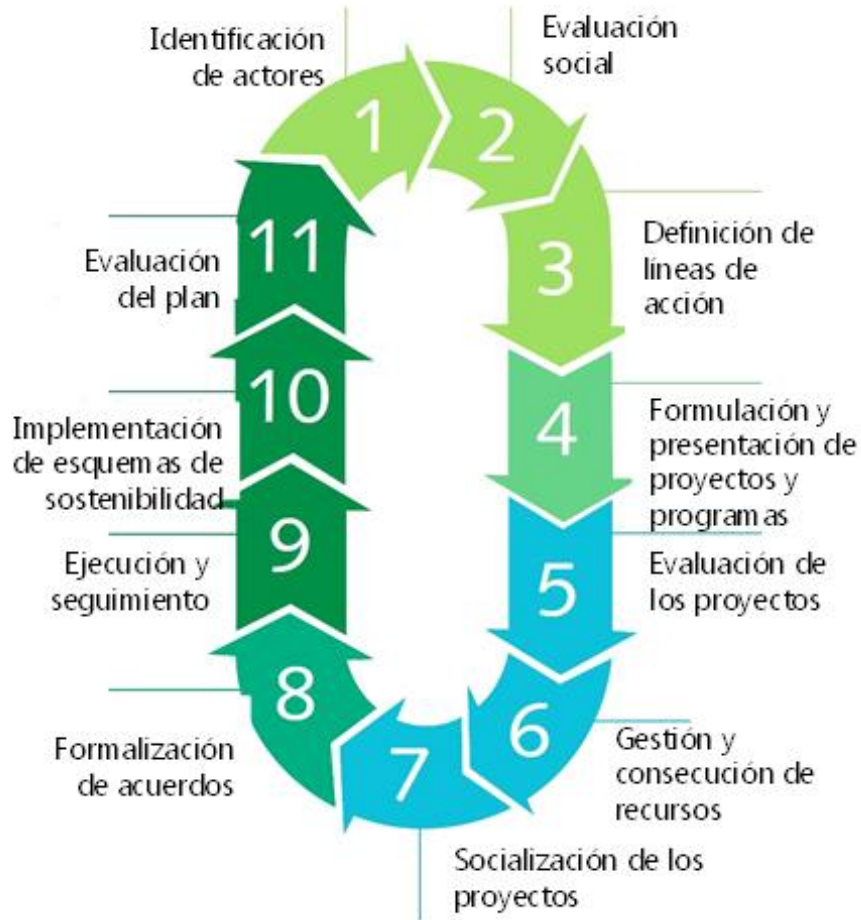 1
Identificación
de actores
2
Evaluación
social
3
Definición de
líneas de
acción
4
Formulación y
presentación de
proyectos y
programas
5
Evaluación de
los proyectos
6
Gestión y
consecución de
recursos
7
Socialización de los
proyectos
8
Formalización
de acuerdos
9
Ejecución y
seguimiento
10
Implementación
de esquemas de
sostenibilidad
11
Evaluación
del plan